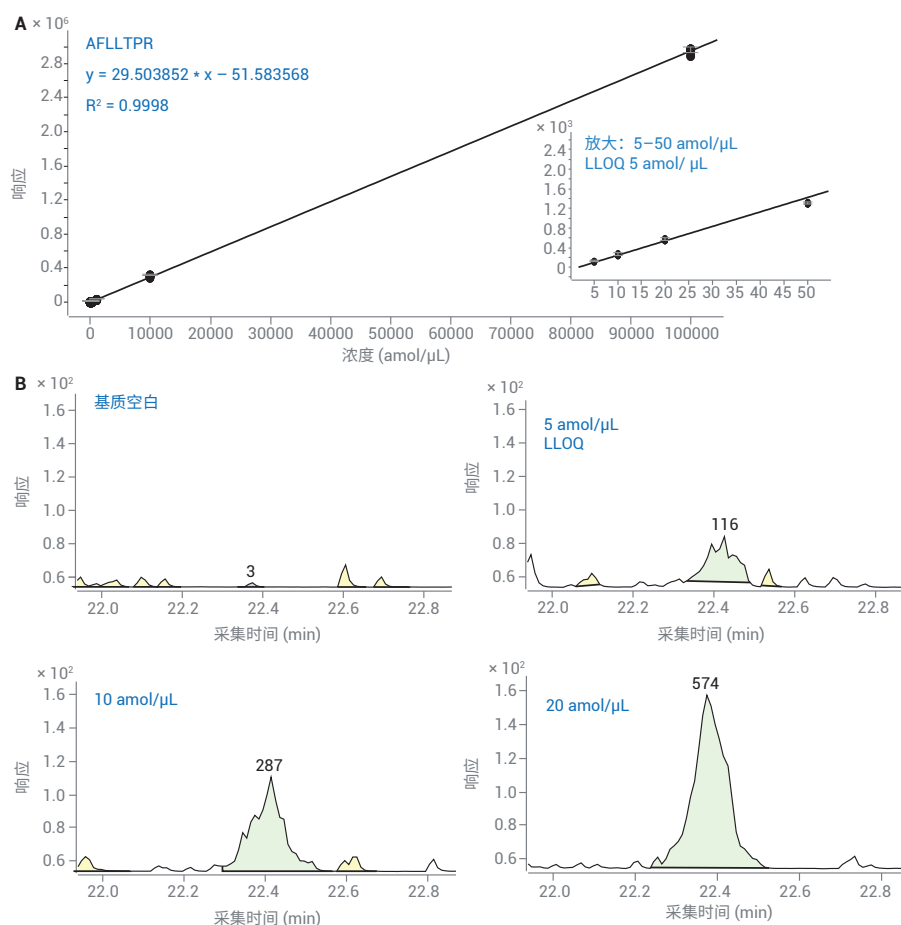 A × 10⁶
AFLLTPR
y = 29.503852 * x − 51.583568
R² = 0.9998
2.8
2.4
2.0
1.6
1.2
0.8
0.4
0
响应
0 10000 20000 30000 40000 50000 60000 70000 80000 90000 100000
浓度 (amol/µL)
× 10³
放大：5–50 amol/µL
LLOQ 5 amol/ µL
2.4
2.0
1.6
1.2
0.8
0.4
0
5 10 15 20 25 30 35 40 45 50
B × 10²
基质空白
1.6
1.4
1.2
1.0
0.6
响应
3
22.0 22.2 22.4 22.6 22.8
采集时间 (min)
× 10²
5 amol/µL
LLOQ
1.6
1.4
1.2
1.0
0.8
0.6
响应
116
22.0 22.2 22.4 22.6 22.8
采集时间 (min)
× 10²
10 amol/µL
1.6
1.4
1.2
1.0
0.8
0.6
响应
287
22.0 22.2 22.4 22.6 22.8
采集时间 (min)
× 10²
20 amol/µL
1.6
1.4
1.2
1.0
0.8
0.6
响应
574
22.0 22.2 22.4 22.6 22.8
采集时间 (min)